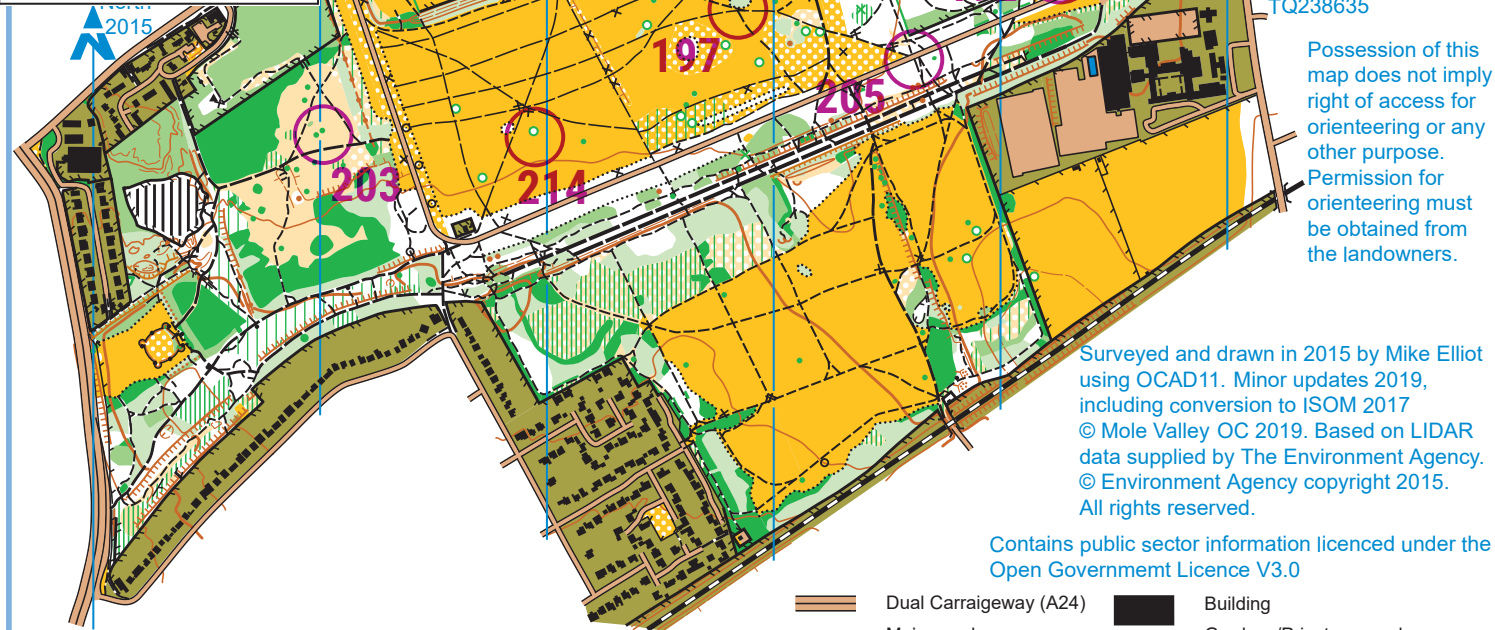 North
2015
197
205
203
214
TQ238635
Possession of this
map does not imply
right of access for
orienteering or any
other purpose.
Permission for
orienteering must
be obtained from
the landowners.
Surveyed and drawn in 2015 by Mike Elliot
using OCAD11. Minor updates 2019,
including conversion to ISOM 2017
© Mole Valley OC 2019. Based on LIDAR
data supplied by The Environment Agency.
© Environment Agency copyright 2015.
All rights reserved.
Contains public sector information licenced under the
Open Governmemt Licence V3.0
Dual Carraigeway (A24)
Building